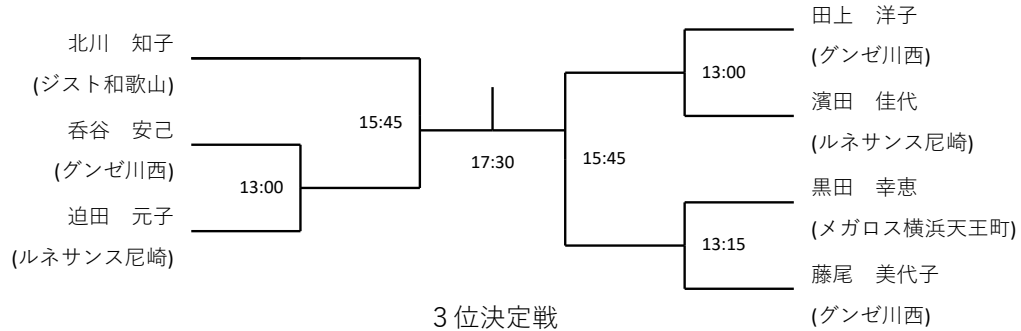 北川　知子
(ジスト和歌山)
呑谷　安己
(グンゼ川西)
迫田　元子
(ルネサンス尼崎)
15:45
13:00
17:30
15:45
13:00
13:15
田上　洋子
(グンゼ川西)
濱田　佳代
(ルネサンス尼崎)
黒田　幸恵
(メガロス横浜天王町)
藤尾　美代子
(グンゼ川西)
３位決定戦